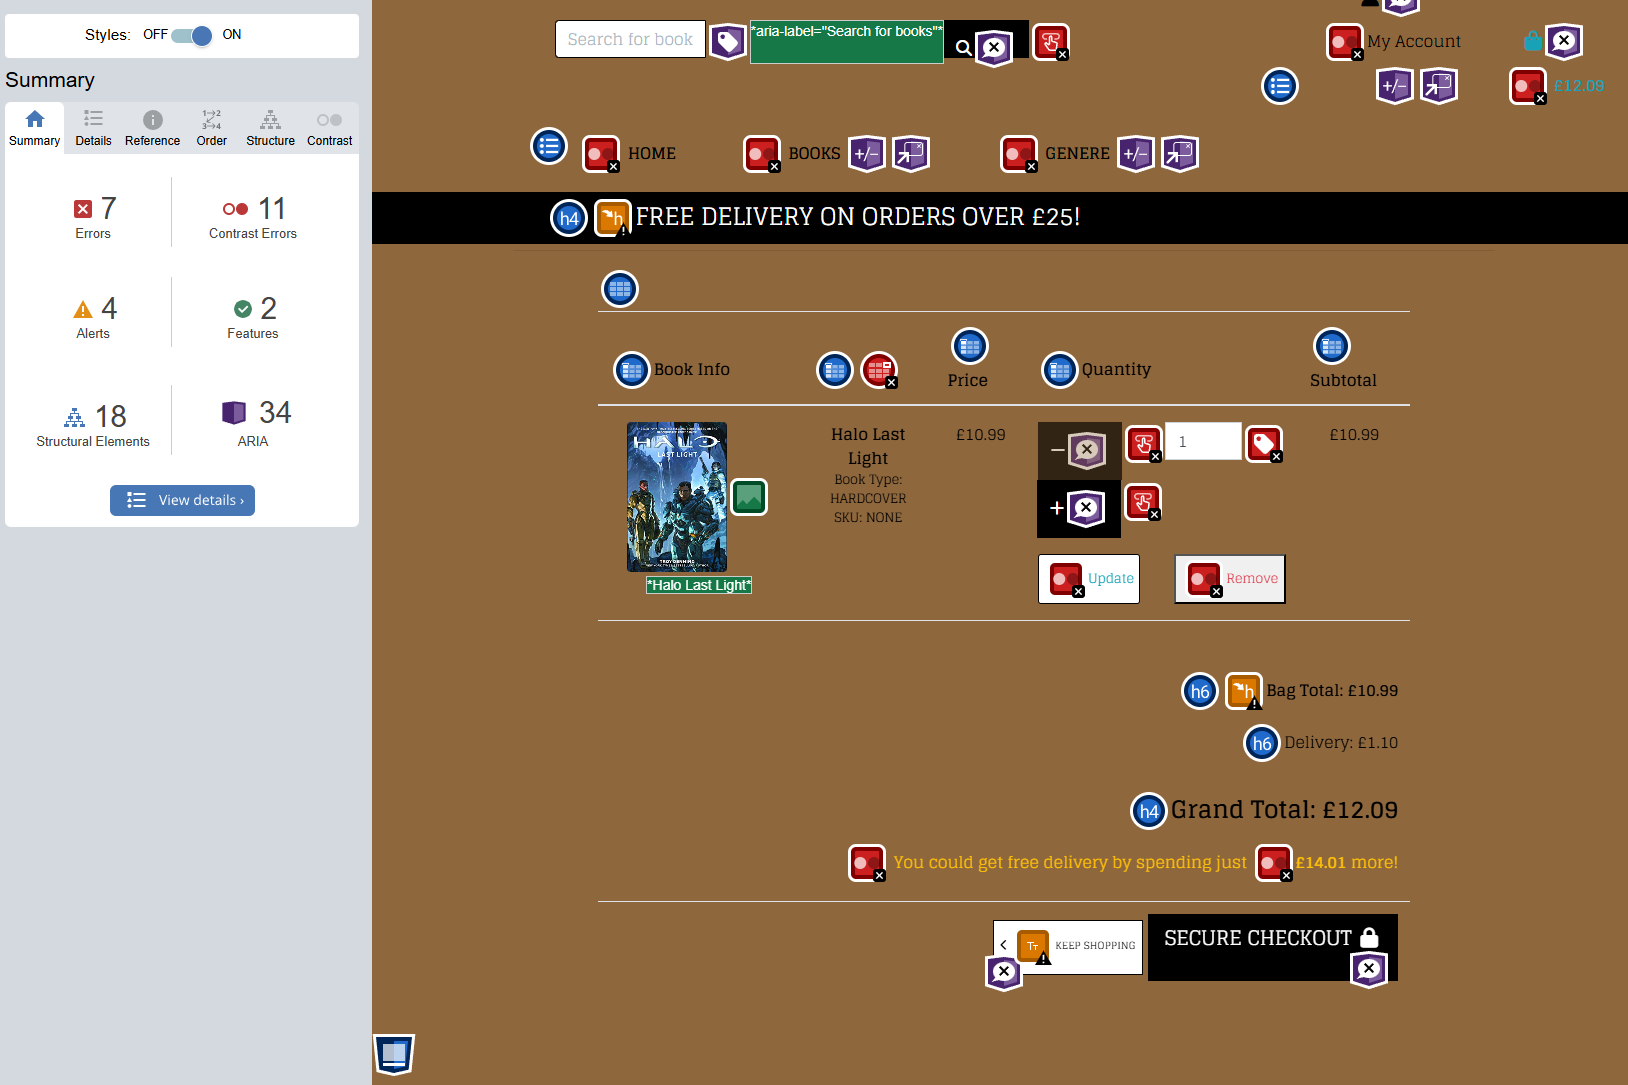 Styles: OFF ON
Summary
Summary Details Reference Order Structure Contrast
7
Errors
11
Contrast Errors
4
Alerts
2
Features
18
Structural Elements
34
ARIA
View details ›
Search for book
*aria-label="Search for books"*
My Account
£12.09
HOME
BOOKS
GENERE
h4 FREE DELIVERY ON ORDERS OVER £25!
Book Info
Price
Quantity
Subtotal
HALO
LAST LIGHT
TROY DENNING
*Halo Last Light*
Halo Last
Light
Book Type:
HARDCOVER
SKU: NONE
£10.99
−
1
+
Update
Remove
£10.99
h6 Bag Total: £10.99
h6 Delivery: £1.10
h4 Grand Total: £12.09
You could get free delivery by spending just £14.01 more!
KEEP SHOPPING
SECURE CHECKOUT